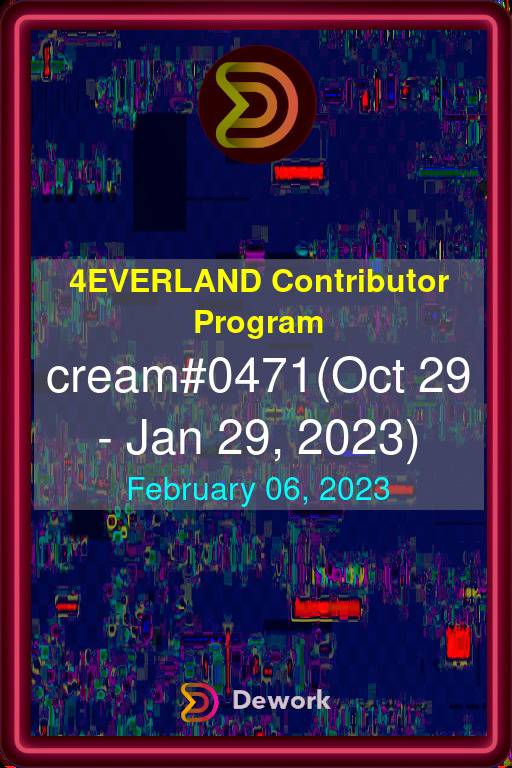 4EVERLAND Contributor
Program
cream#0471(Oct 29
- Jan 29, 2023)
February 06, 2023
Dework